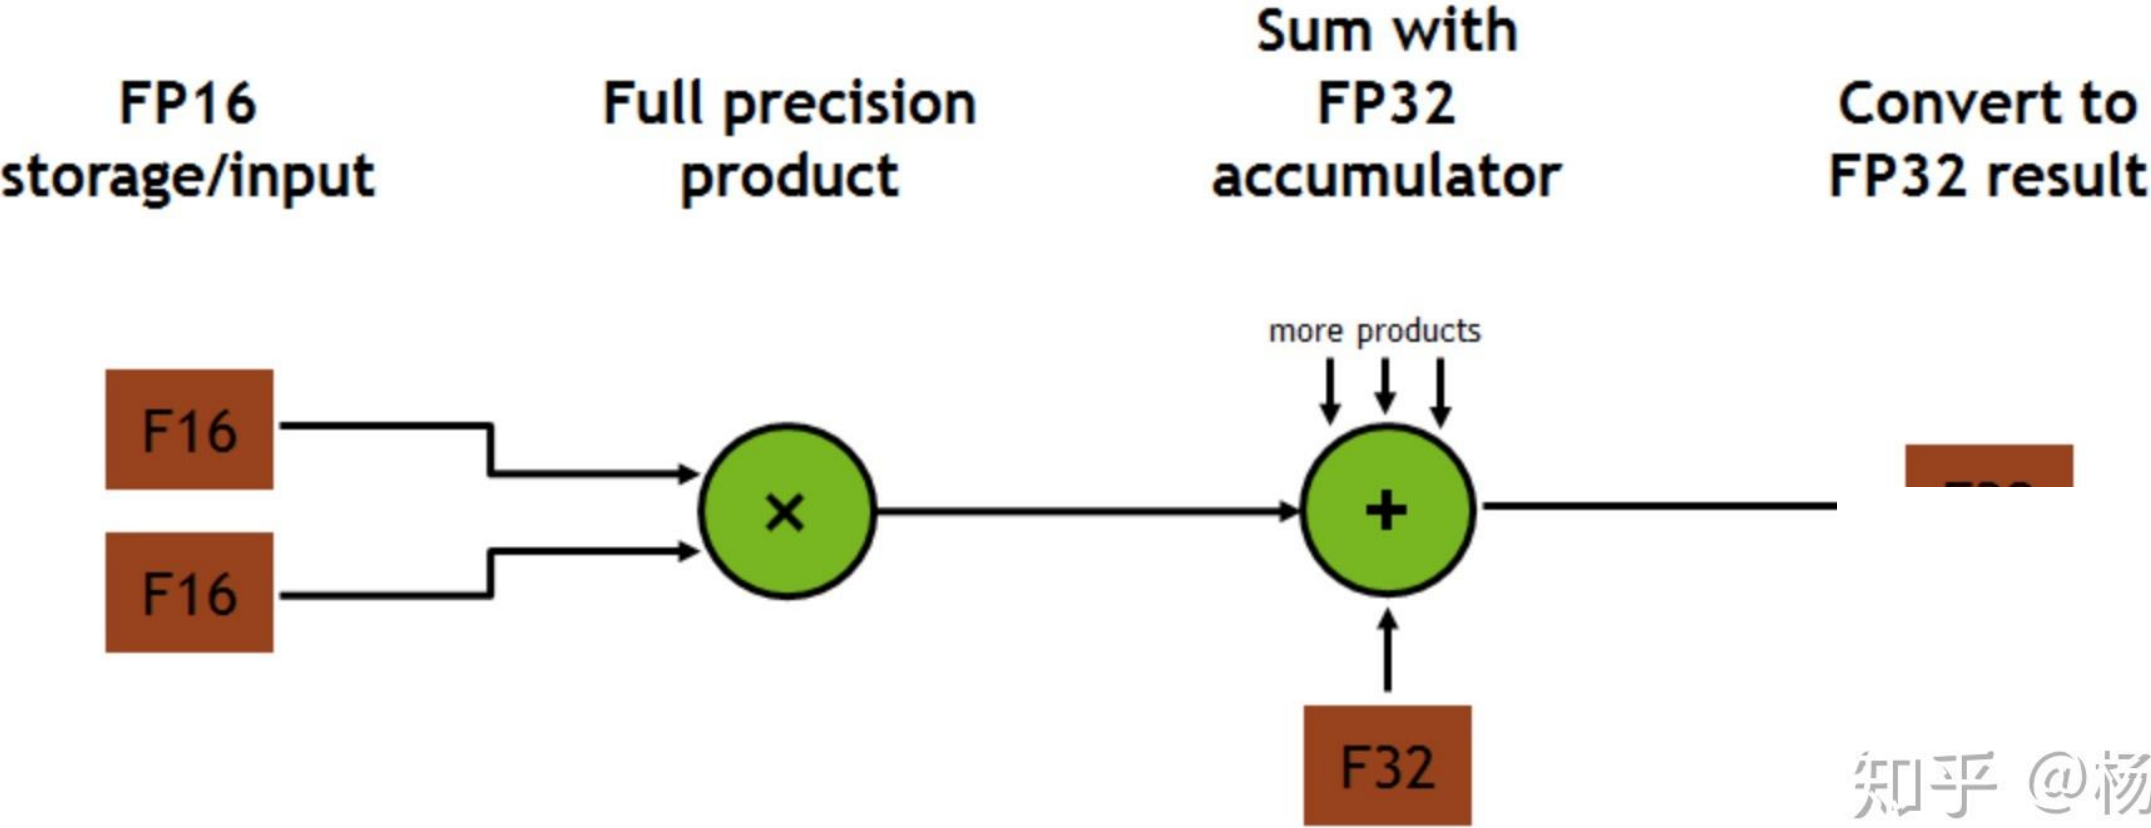 Sum with
FP16
Full precision
FP32
Convert to
storage/input
product
accumulator
FP32 result
more products
F16
×
+
F16
F32
知乎 @杨